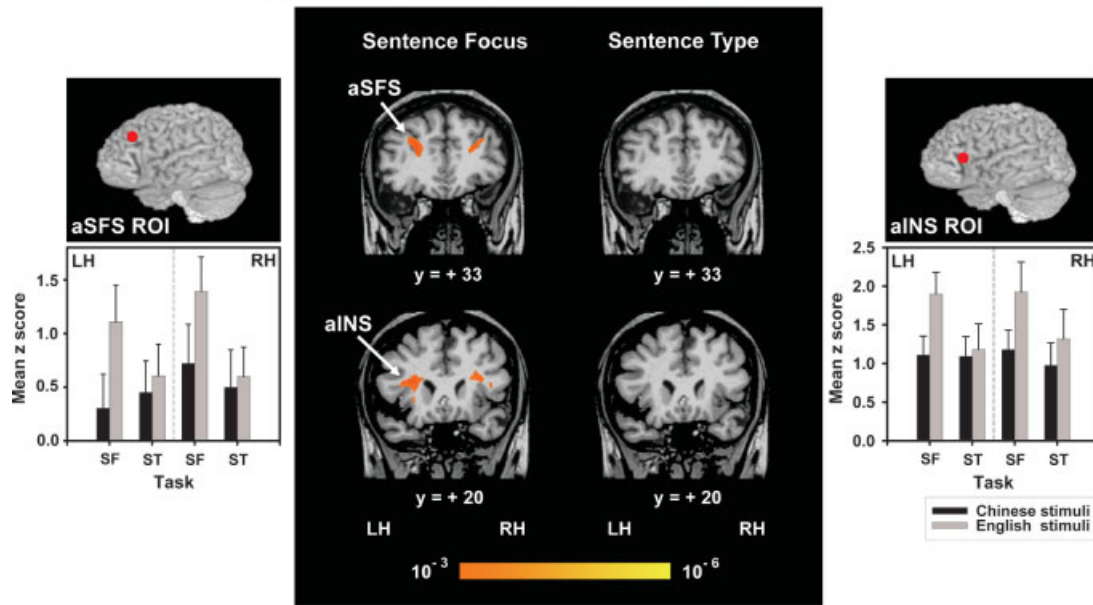 Sentence Focus
Sentence Type
aSFS
aSFS ROI
y = + 33
y = + 33
aINS ROI
LH
RH
Mean z score
1.5
1.0
0.5
0.0
SF
ST
SF
ST
Task
aINS
y = + 20
y = + 20
LH
RH
LH
RH
10⁻³
10⁻⁶
LH
RH
Mean z score
2.5
2.0
1.5
1.0
0.5
0.0
SF
ST
SF
ST
Task
Chinese stimuli
English stimuli